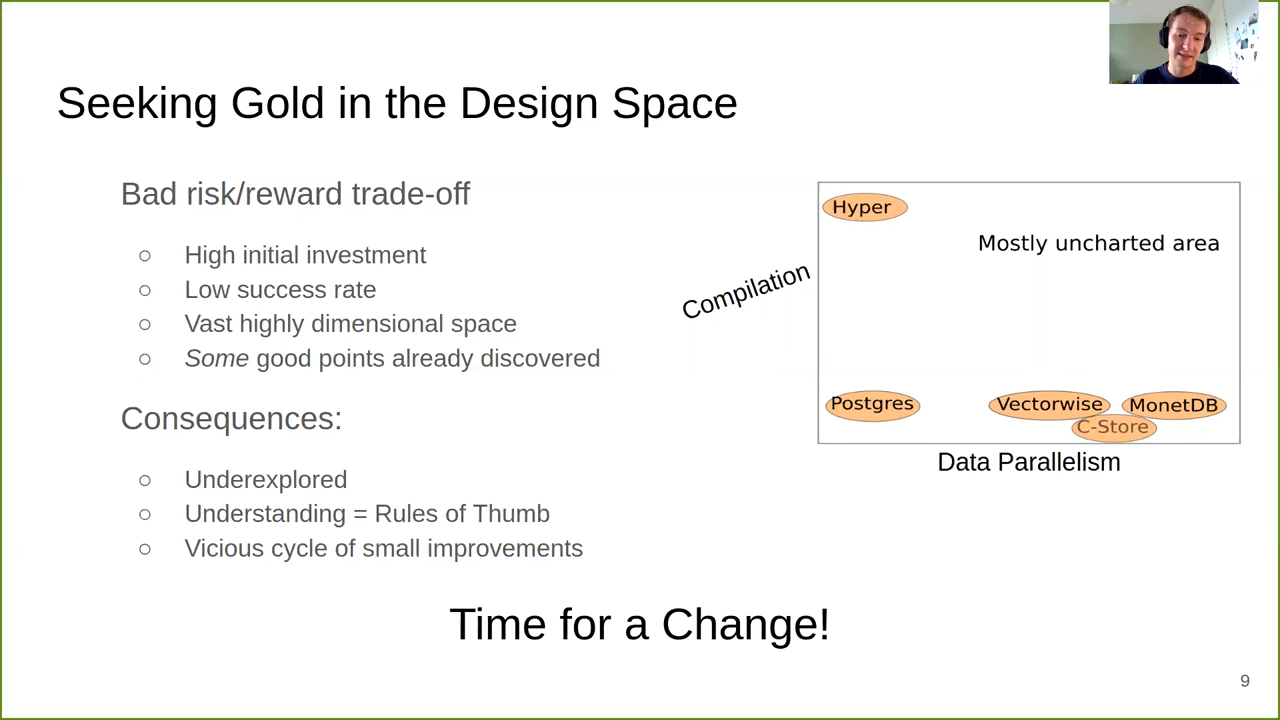 Seeking Gold in the Design Space
Bad risk/reward trade-off
○ High initial investment
○ Low success rate
○ Vast highly dimensional space
○ Some good points already discovered
Consequences:
○ Underexplored
○ Understanding = Rules of Thumb
○ Vicious cycle of small improvements
Hyper
Mostly uncharted area
Compilation
Postgres
Vectorwise
MonetDB
C-Store
Data Parallelism
Time for a Change!
9